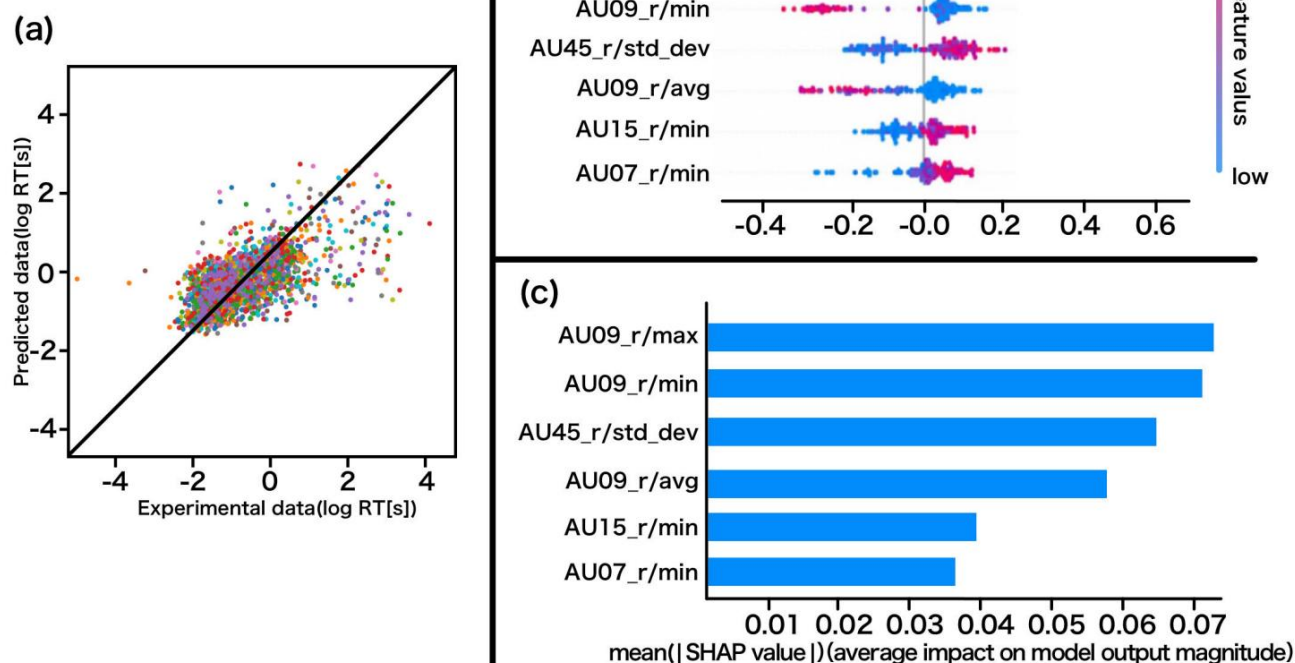 (a)
4
2
0
-2
-4
Predicted data(log RT[s])
-4 -2 0 2 4
Experimental data(log RT[s])
AU09_r/min
AU45_r/std_dev
AU09_r/avg
AU15_r/min
AU07_r/min
-0.4 -0.2 -0.0 0.2 0.4 0.6
ature valus
low
(c)
AU09_r/max
AU09_r/min
AU45_r/std_dev
AU09_r/avg
AU15_r/min
AU07_r/min
0.01 0.02 0.03 0.04 0.05 0.06 0.07
mean(|SHAP value|)(average impact on model output magnitude)